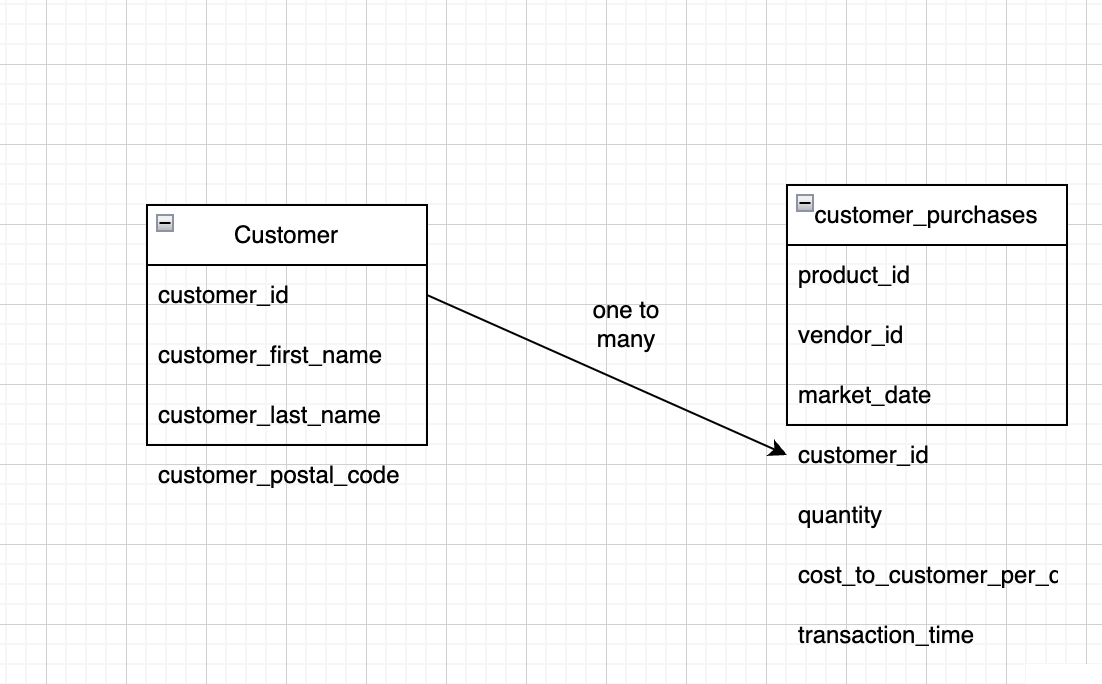 Customer
customer_id
customer_first_name
customer_last_name
customer_postal_code
one to
many
customer_purchases
product_id
vendor_id
market_date
customer_id
quantity
cost_to_customer_per_c
transaction_time